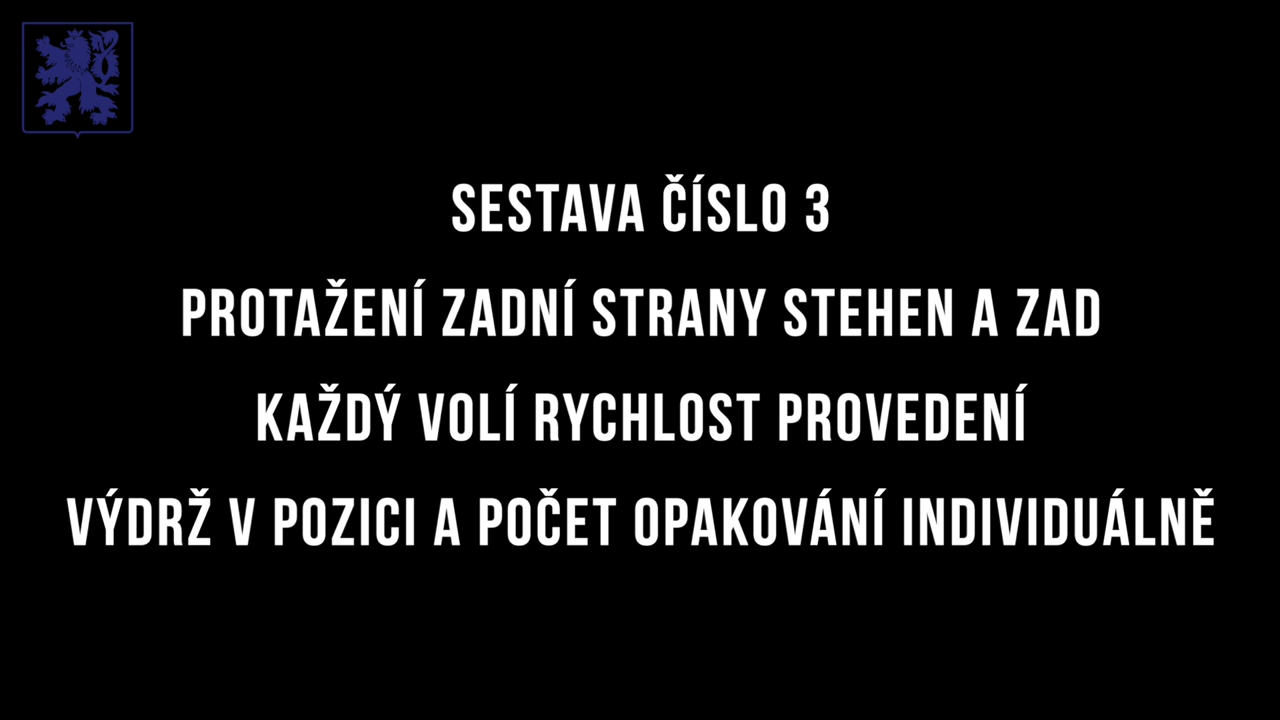 SESTAVA ČÍSLO 3
PROTAŽENÍ ZADNÍ STRANY STEHEN A ZAD
KAŽDÝ VOLÍ RYCHLOST PROVEDENÍ
VÝDRŽ V POZICI A POČET OPAKOVÁNÍ INDIVIDUÁLNĚ